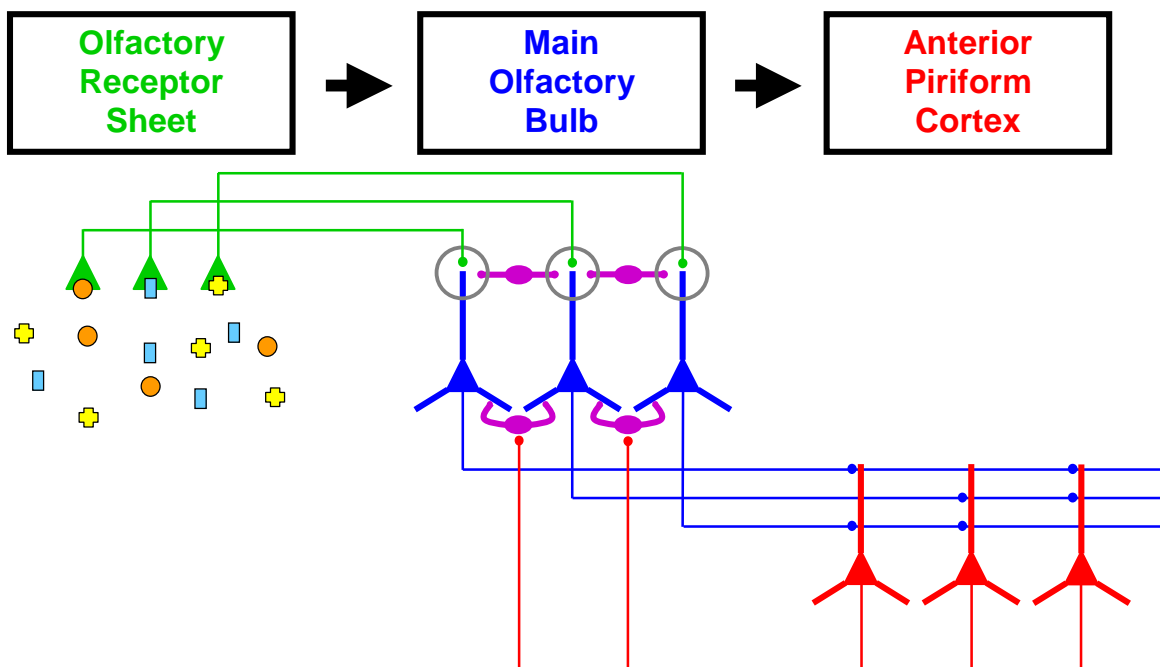 Olfactory
Receptor
Sheet
Main
Olfactory
Bulb
Anterior
Piriform
Cortex